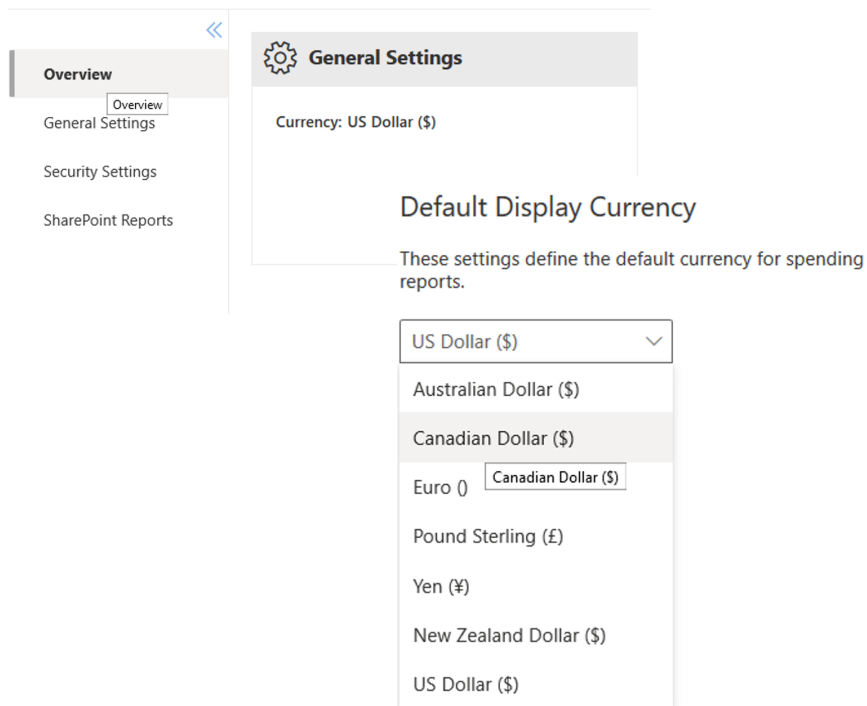 Overview
Overview
General Settings
Security Settings
SharePoint Reports
General Settings
Currency: US Dollar ($)
Default Display Currency
These settings define the default currency for spending
reports.
US Dollar ($)
Australian Dollar ($)
Canadian Dollar ($)
Canadian Dollar ($)
Euro ()
Pound Sterling (£)
Yen (¥)
New Zealand Dollar ($)
US Dollar ($)